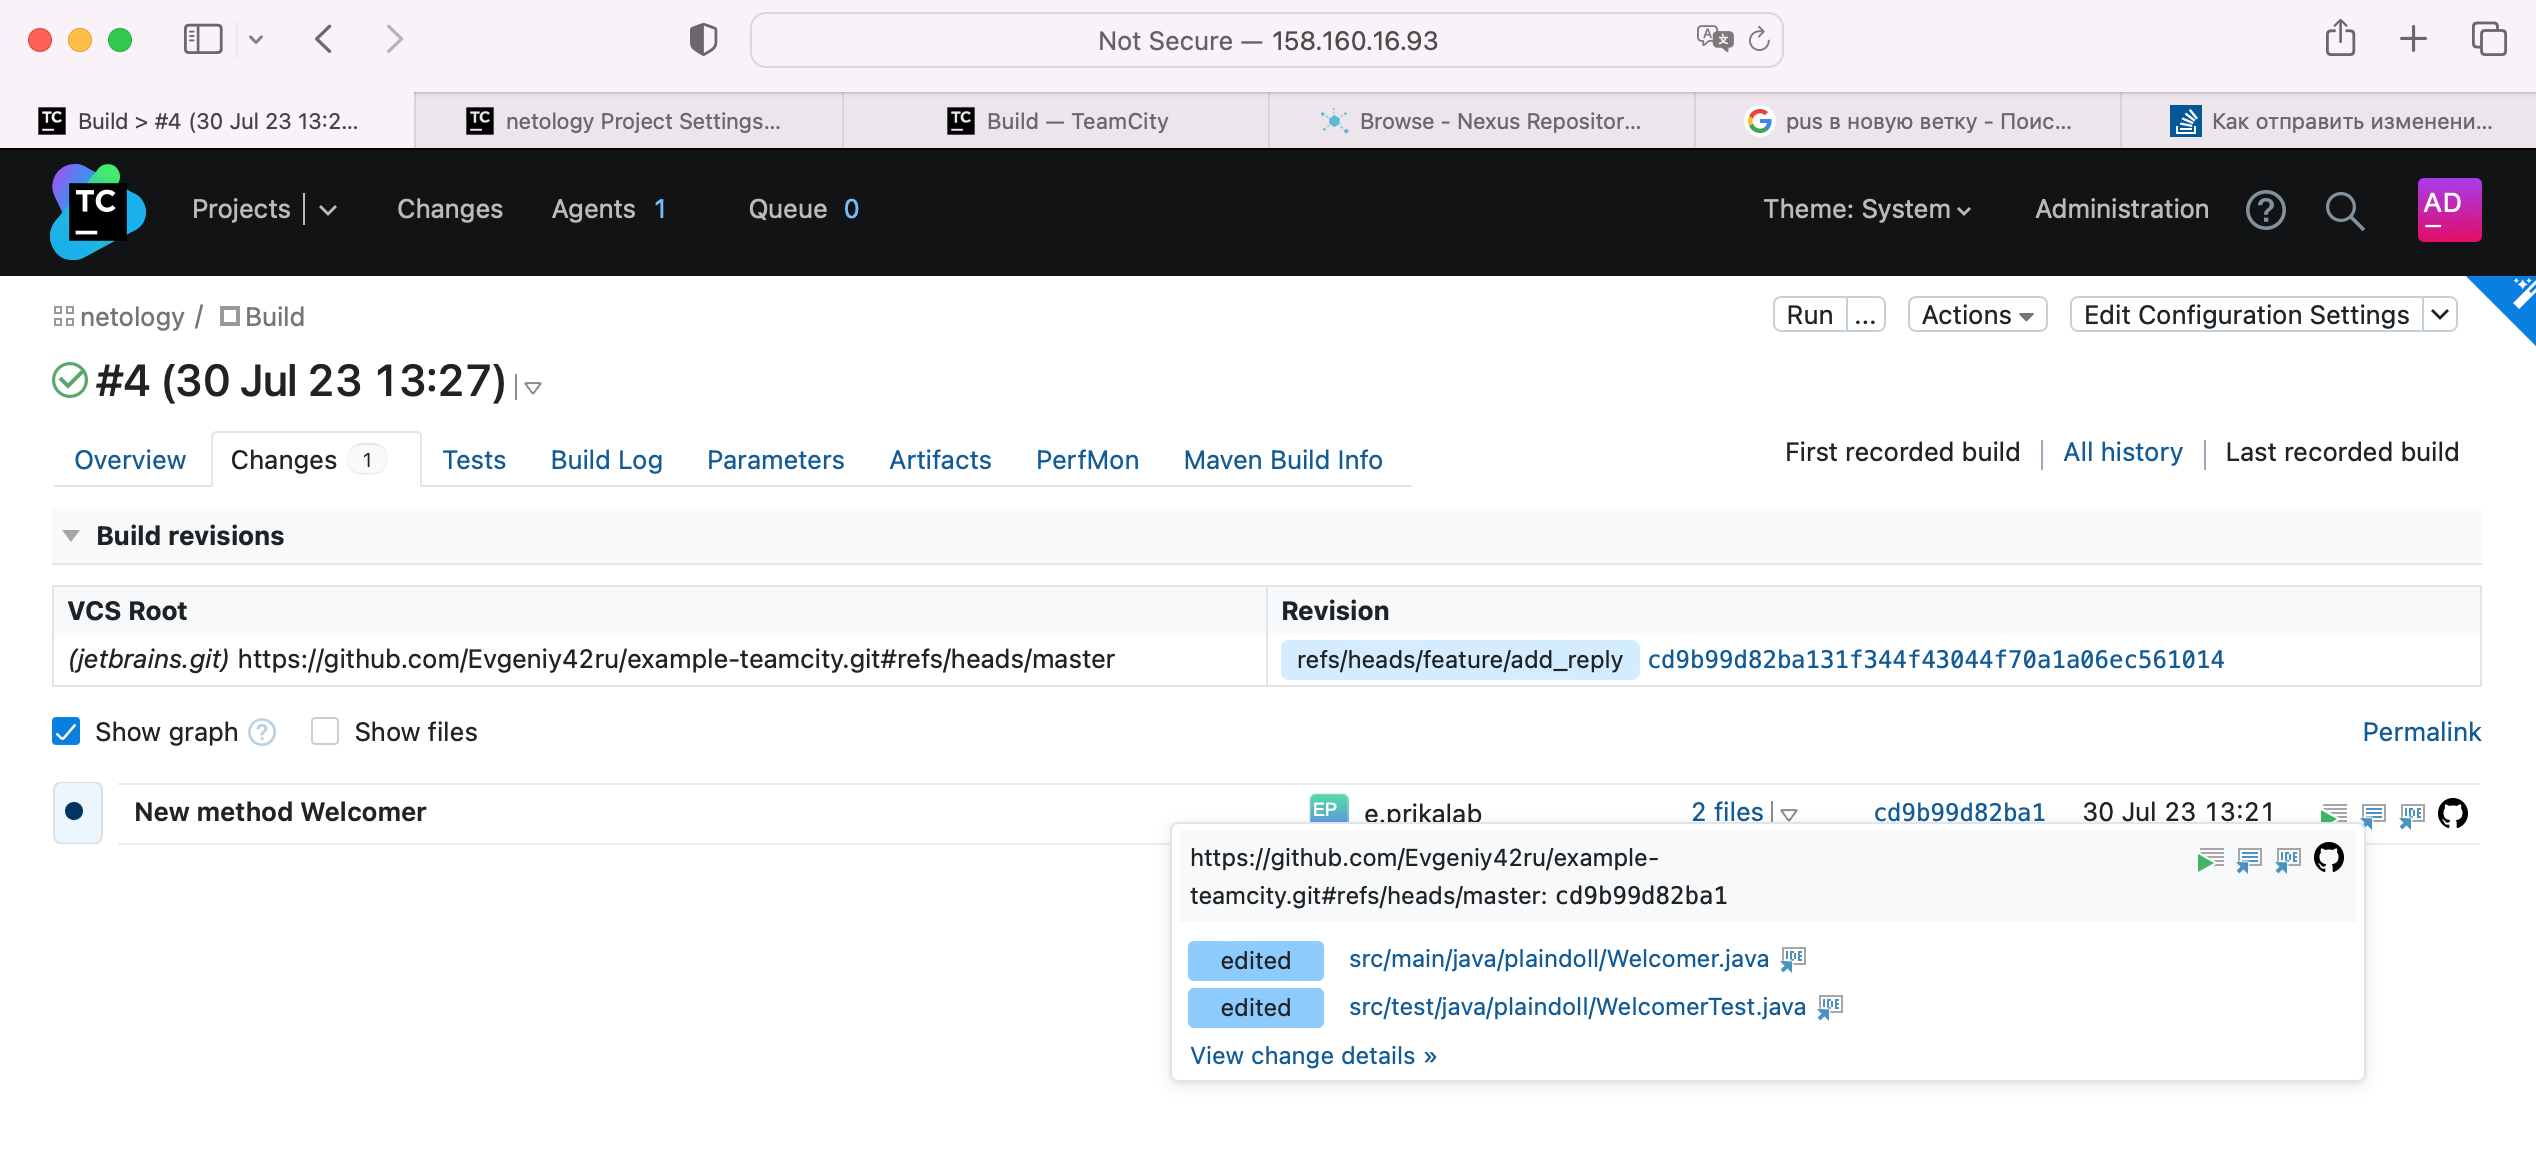 Not Secure — 158.160.16.93
Build > #4 (30 Jul 23 13:2...
netology Project Settings...
Build — TeamCity
Browse - Nexus Repositor...
pus в новую ветку - Поис...
Как отправить изменени...
TC
Projects
Changes
Agents 1
Queue 0
Theme: System
Administration
AD
netology / Build
Run ...
Actions
Edit Configuration Settings
#4 (30 Jul 23 13:27)
Overview
Changes 1
Tests
Build Log
Parameters
Artifacts
PerfMon
Maven Build Info
First recorded build
All history
Last recorded build
Build revisions
VCS Root
Revision
(jetbrains.git) https://github.com/Evgeniy42ru/example-teamcity.git#refs/heads/master
refs/heads/feature/add_reply cd9b99d82ba131f344f43044f70a1a06ec561014
Show graph
Show files
Permalink
New method Welcomer
EP e.prikalab
2 files
cd9b99d82ba1
30 Jul 23 13:21
https://github.com/Evgeniy42ru/example-
teamcity.git#refs/heads/master: cd9b99d82ba1
edited src/main/java/plaindoll/Welcomer.java IDE
edited src/test/java/plaindoll/WelcomerTest.java IDE
View change details »